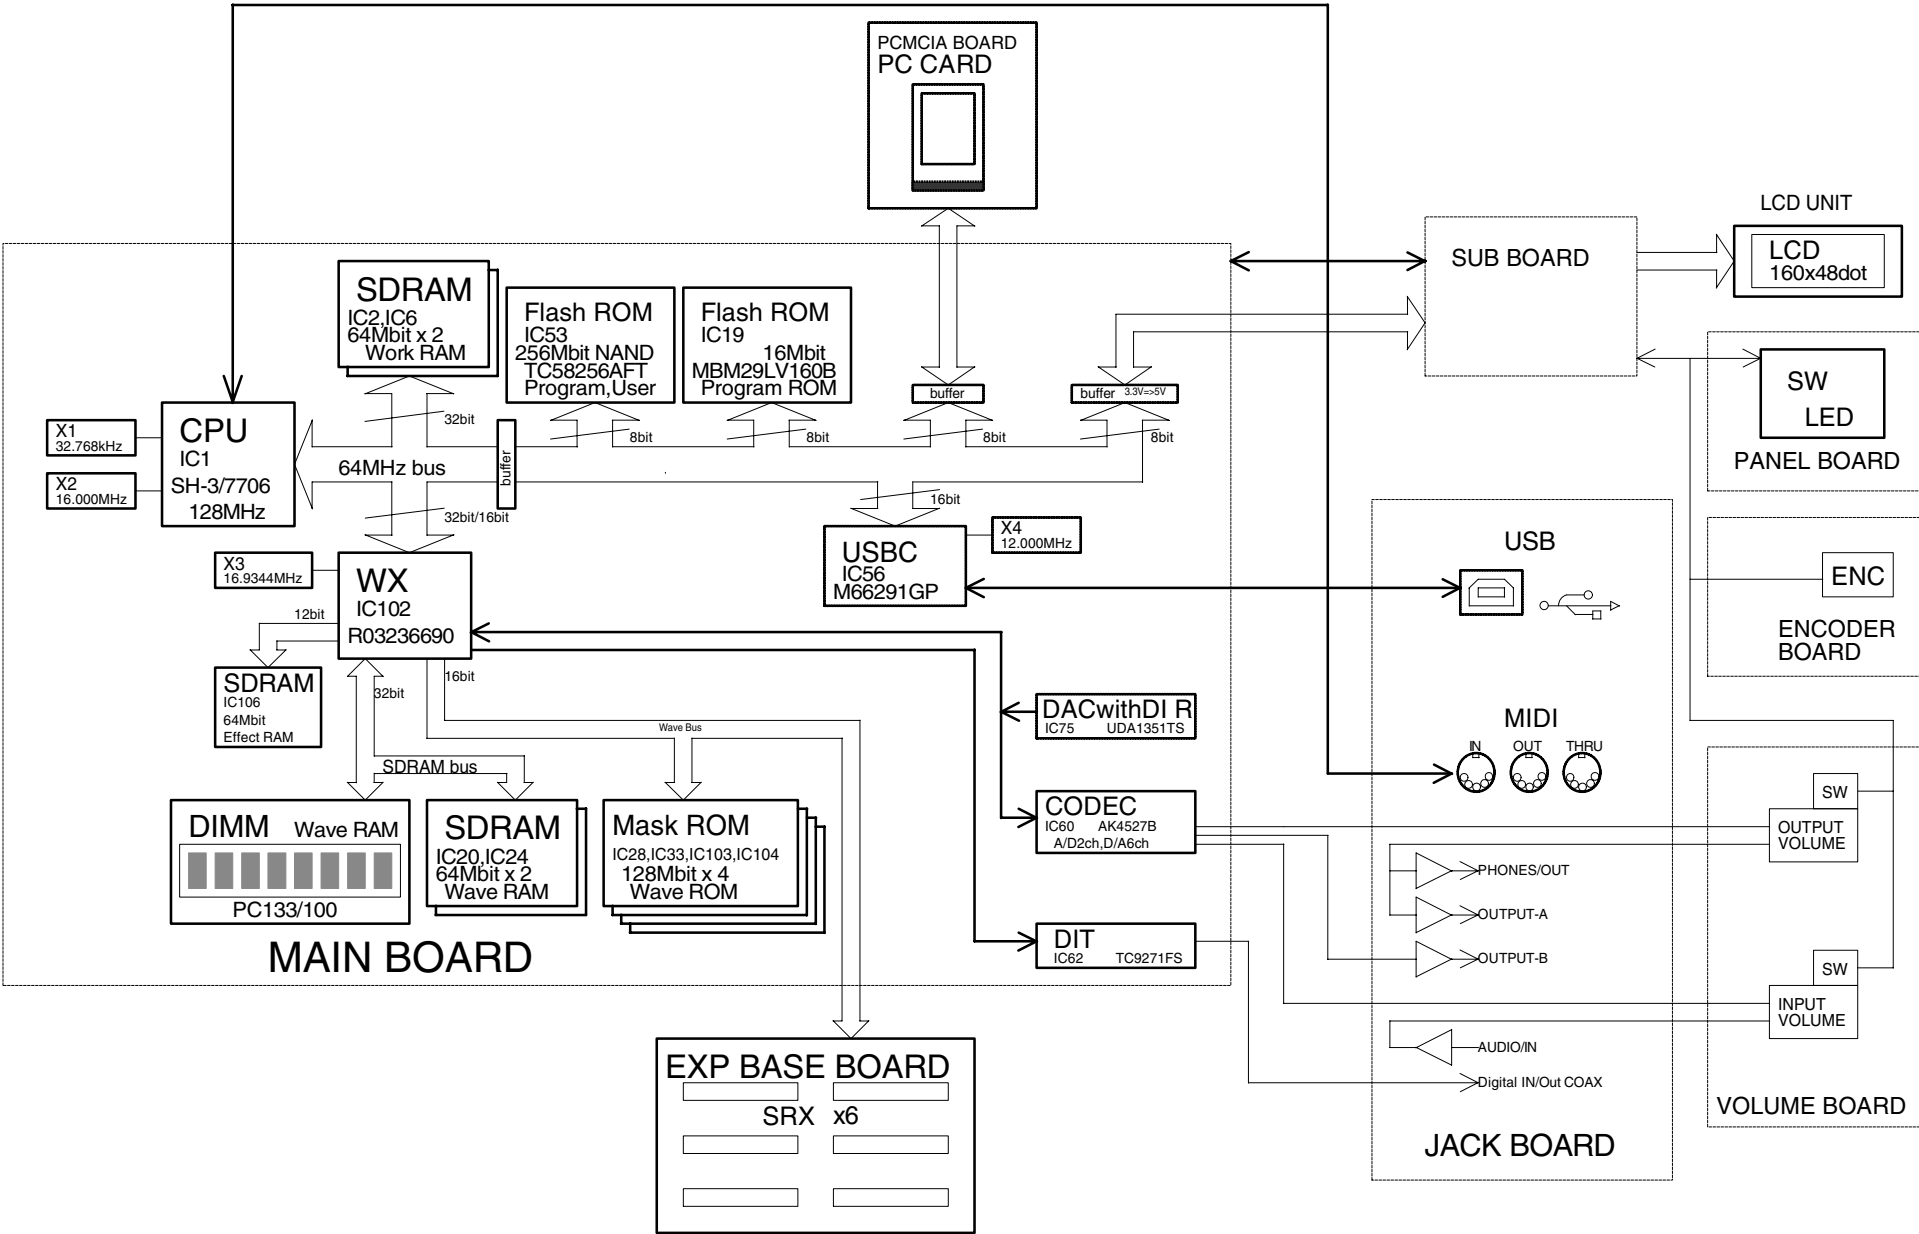 PCMCIA BOARD
PC CARD
LCD UNIT
LCD
160x48dot
SUB BOARD
SDRAM
IC2,IC6
64Mbit x 2
Work RAM
Flash ROM
IC53
256Mbit NAND
TC58256AFT
Program,User
Flash ROM
IC19
16Mbit
MBM29LV160B
Program ROM
buffer
buffer 3.3V=>5V
SW
LED
PANEL BOARD
X1
32.768kHz
X2
16.000MHz
CPU
IC1
SH-3/7706
128MHz
32bit
8bit
8bit
8bit
8bit
64MHz bus
buffer
32bit/16bit
16bit
X4
12.000MHz
USBC
IC56
M66291GP
X3
16.9344MHz
WX
IC102
R03236690
12bit
SDRAM
IC106
64Mbit
Effect RAM
32bit
16bit
Wave Bus
SDRAM bus
DIMM Wave RAM
PC133/100
SDRAM
IC20,IC24
64Mbit x 2
Wave RAM
Mask ROM
IC28,IC33,IC103,IC104
128Mbit x 4
Wave ROM
MAIN BOARD
DACwithDI R
IC75 UDA1351TS
CODEC
IC60 AK4527B
A/D2ch,D/A6ch
DIT
IC62 TC9271FS
EXP BASE BOARD
SRX x6
USB
MIDI
IN OUT THRU
PHONES/OUT
OUTPUT-A
OUTPUT-B
AUDIO/IN
Digital IN/Out COAX
JACK BOARD
ENC
ENCODER
BOARD
SW
OUTPUT
VOLUME
SW
INPUT
VOLUME
VOLUME BOARD